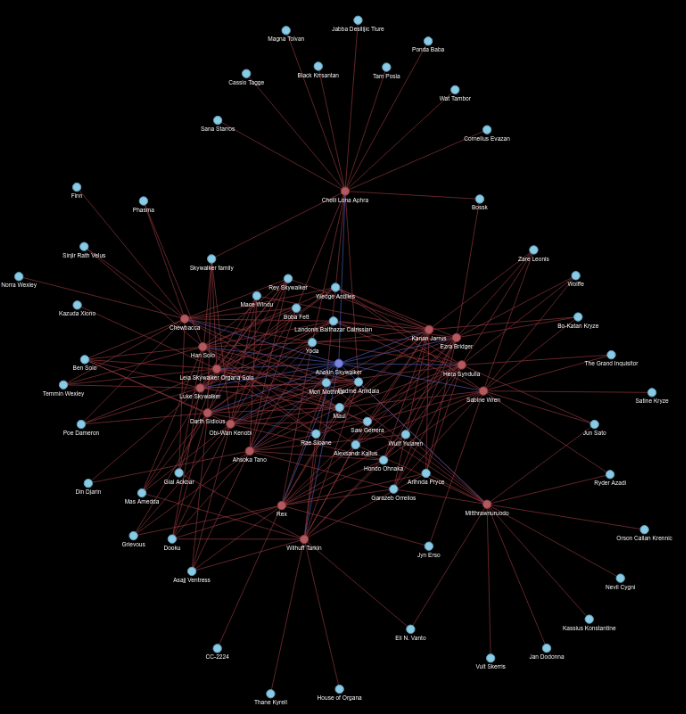 Jabba Desilijic Tiure
Magna Tolvan
Ponda Baba
Black Krrsantan
Tam Posla
Cassio Tagge
Wat Tambor
Sana Starros
Cornelius Evazan
Finn
Chelli Lona Aphra
Phasma
Bossk
Sinjir Rath Velus
Zare Leonis
Skywalker family
Norra Wexley
Rey Skywalker
Wolffe
Wedge Antilles
Mace Windu
Kazuda Xiono
Boba Fett
Bo-Katan Kryze
Chewbacca
Landonis Balthazar Calrissian
Kanan Jarrus
Ezra Bridger
Han Solo
Yoda
The Grand Inquisitor
Ben Solo
Anakin Skywalker
Hera Syndulla
Leia Skywalker Organa Solo
Temmin Wexley
Mon Mothma
Padmé Amidala
Luke Skywalker
Sabine Wren
Satine Kryze
Darth Sidious
Maul
Poe Dameron
Obi-Wan Kenobi
Saw Gerrera
Jun Sato
Rae Sloane
Wulff Yularen
Alexsandr Kallus
Ahsoka Tano
Hondo Ohnaka
Gial Ackbar
Arihnda Pryce
Ryder Azadi
Din Djarin
Garazeb Orrelios
Mas Amedda
Rex
Mitth'raw'nuruodo
Orson Callan Krennic
Grievous
Dooku
Wilhuff Tarkin
Jyn Erso
Asajj Ventress
Nevil Cygni
Kassius Konstantine
Eli N. Vanto
CC-2224
Vult Skerris
Jan Dodonna
House of Organa
Thane Kyrell